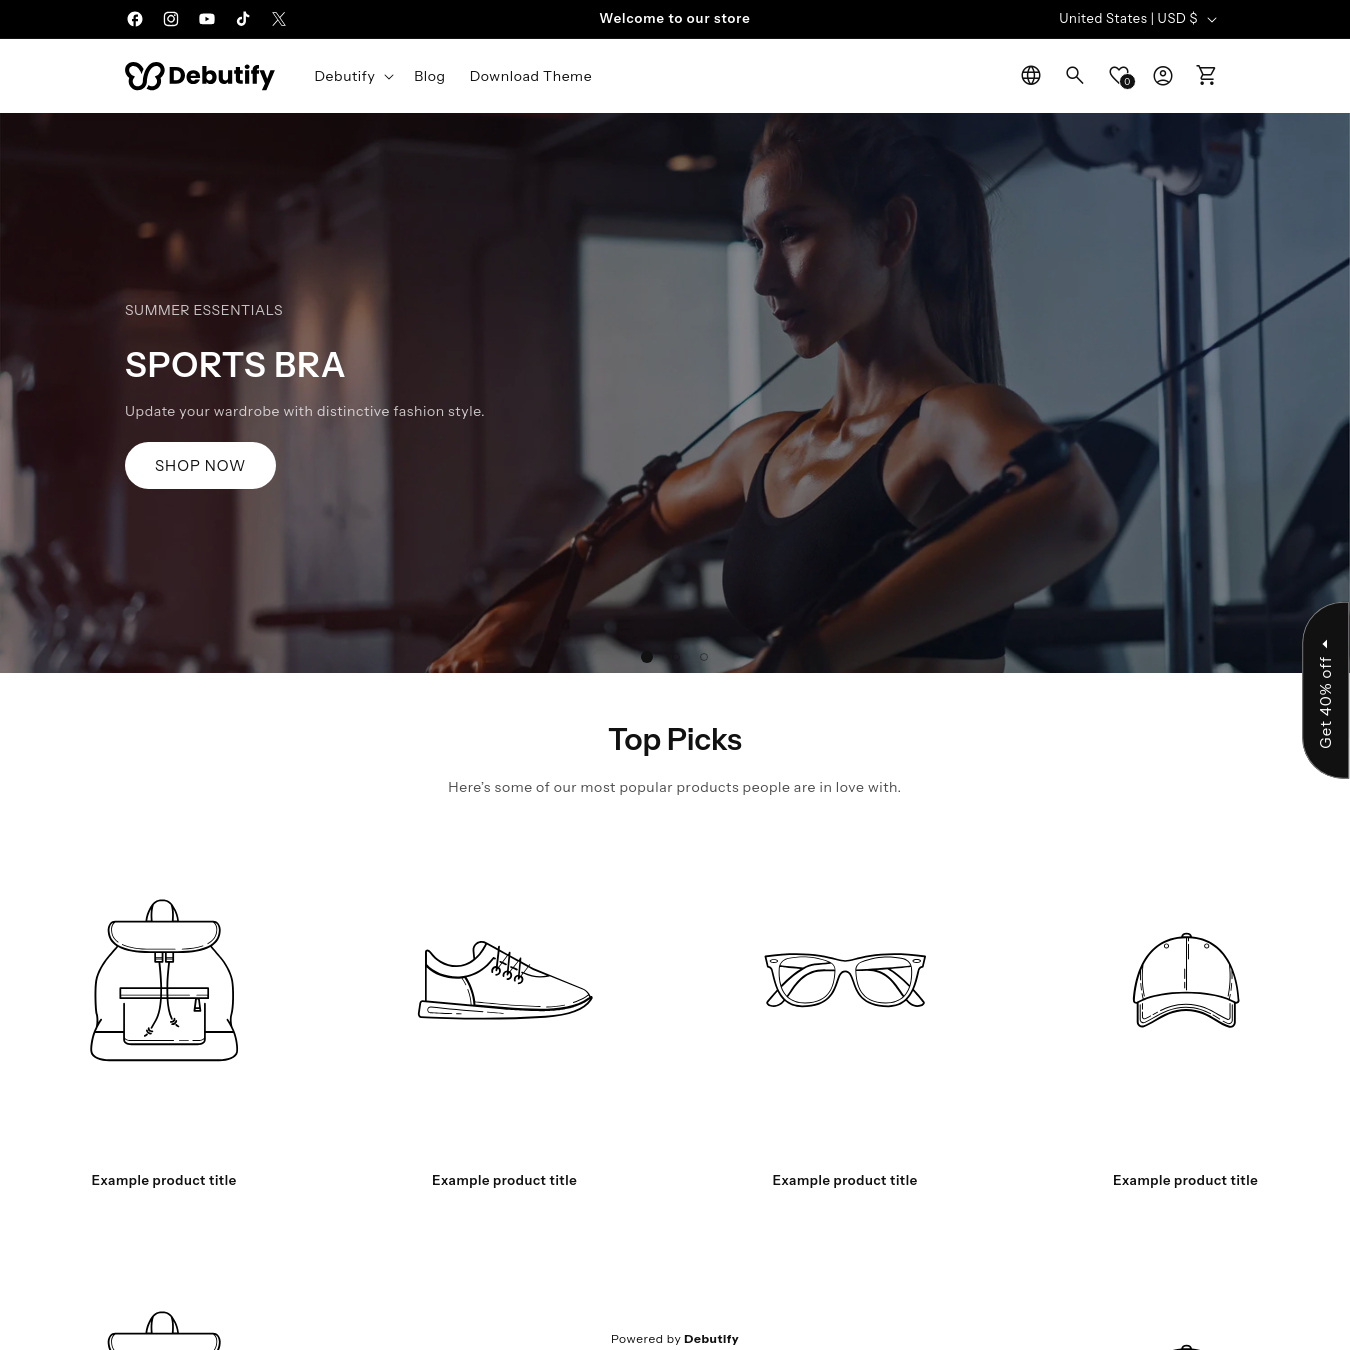 Welcome to our store
United States | USD $
Debutify
Debutify
Blog
Download Theme
0
SUMMER ESSENTIALS
SPORTS BRA
Update your wardrobe with distinctive fashion style.
SHOP NOW
Get 40% off
Top Picks
Here's some of our most popular products people are in love with.
Example product title
Example product title
Example product title
Example product title
Powered by Debutify